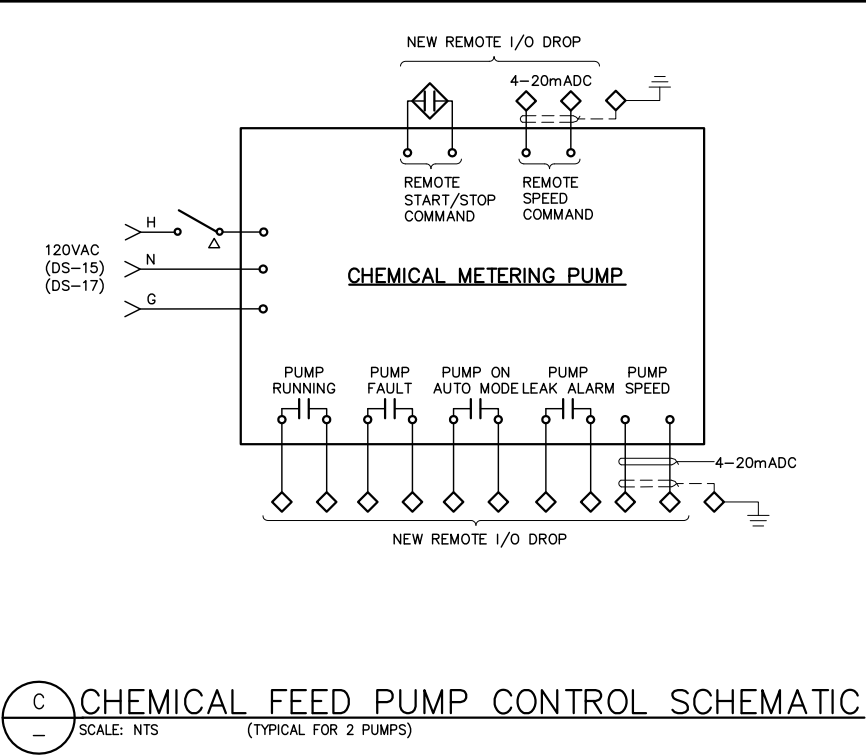 NEW REMOTE I/O DROP
4-20mADC
REMOTE
START/STOP
COMMAND
REMOTE
SPEED
COMMAND
H
120VAC
(DS-15)
(DS-17)
N
G
CHEMICAL METERING PUMP
PUMP
RUNNING
PUMP
FAULT
PUMP ON
AUTO MODE
PUMP
LEAK ALARM
PUMP
SPEED
4-20mADC
NEW REMOTE I/O DROP
C
-
CHEMICAL FEED PUMP CONTROL SCHEMATIC
SCALE: NTS (TYPICAL FOR 2 PUMPS)